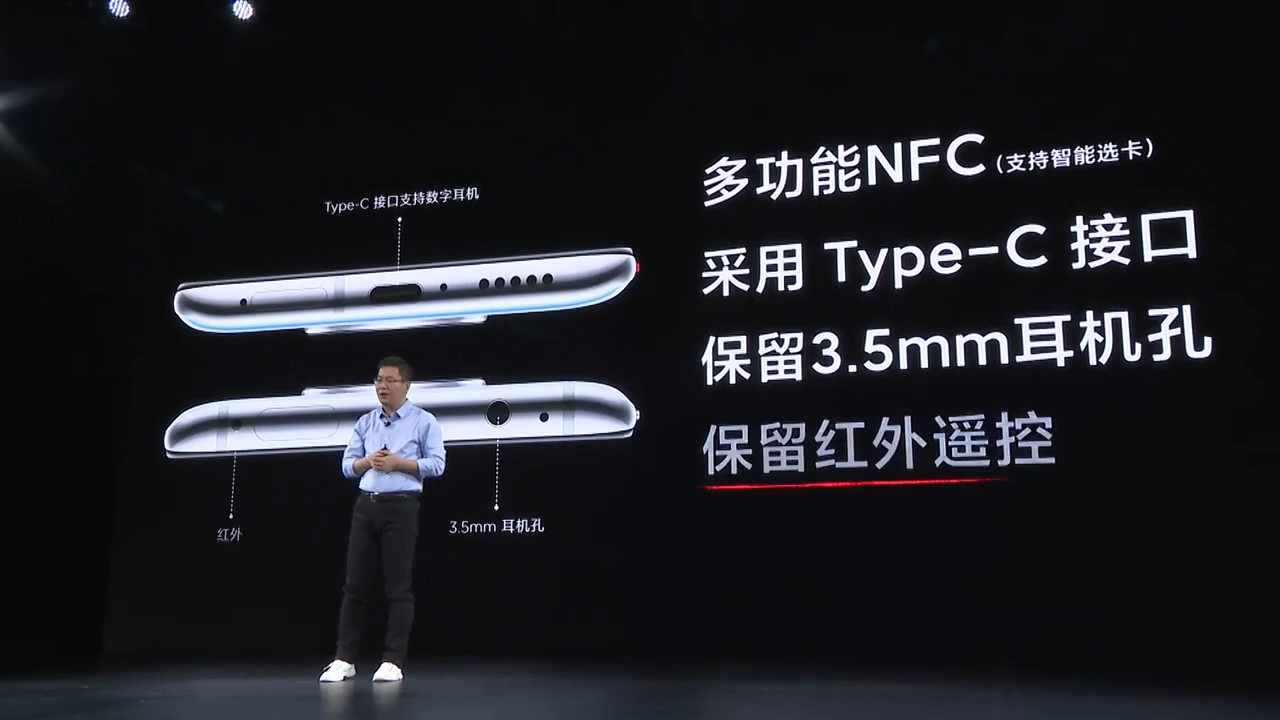 Type-C 接口支持数字耳机
红外
3.5mm 耳机孔
多功能NFC(支持智能选卡)
采用 Type-C 接口
保留3.5mm耳机孔
保留红外遥控